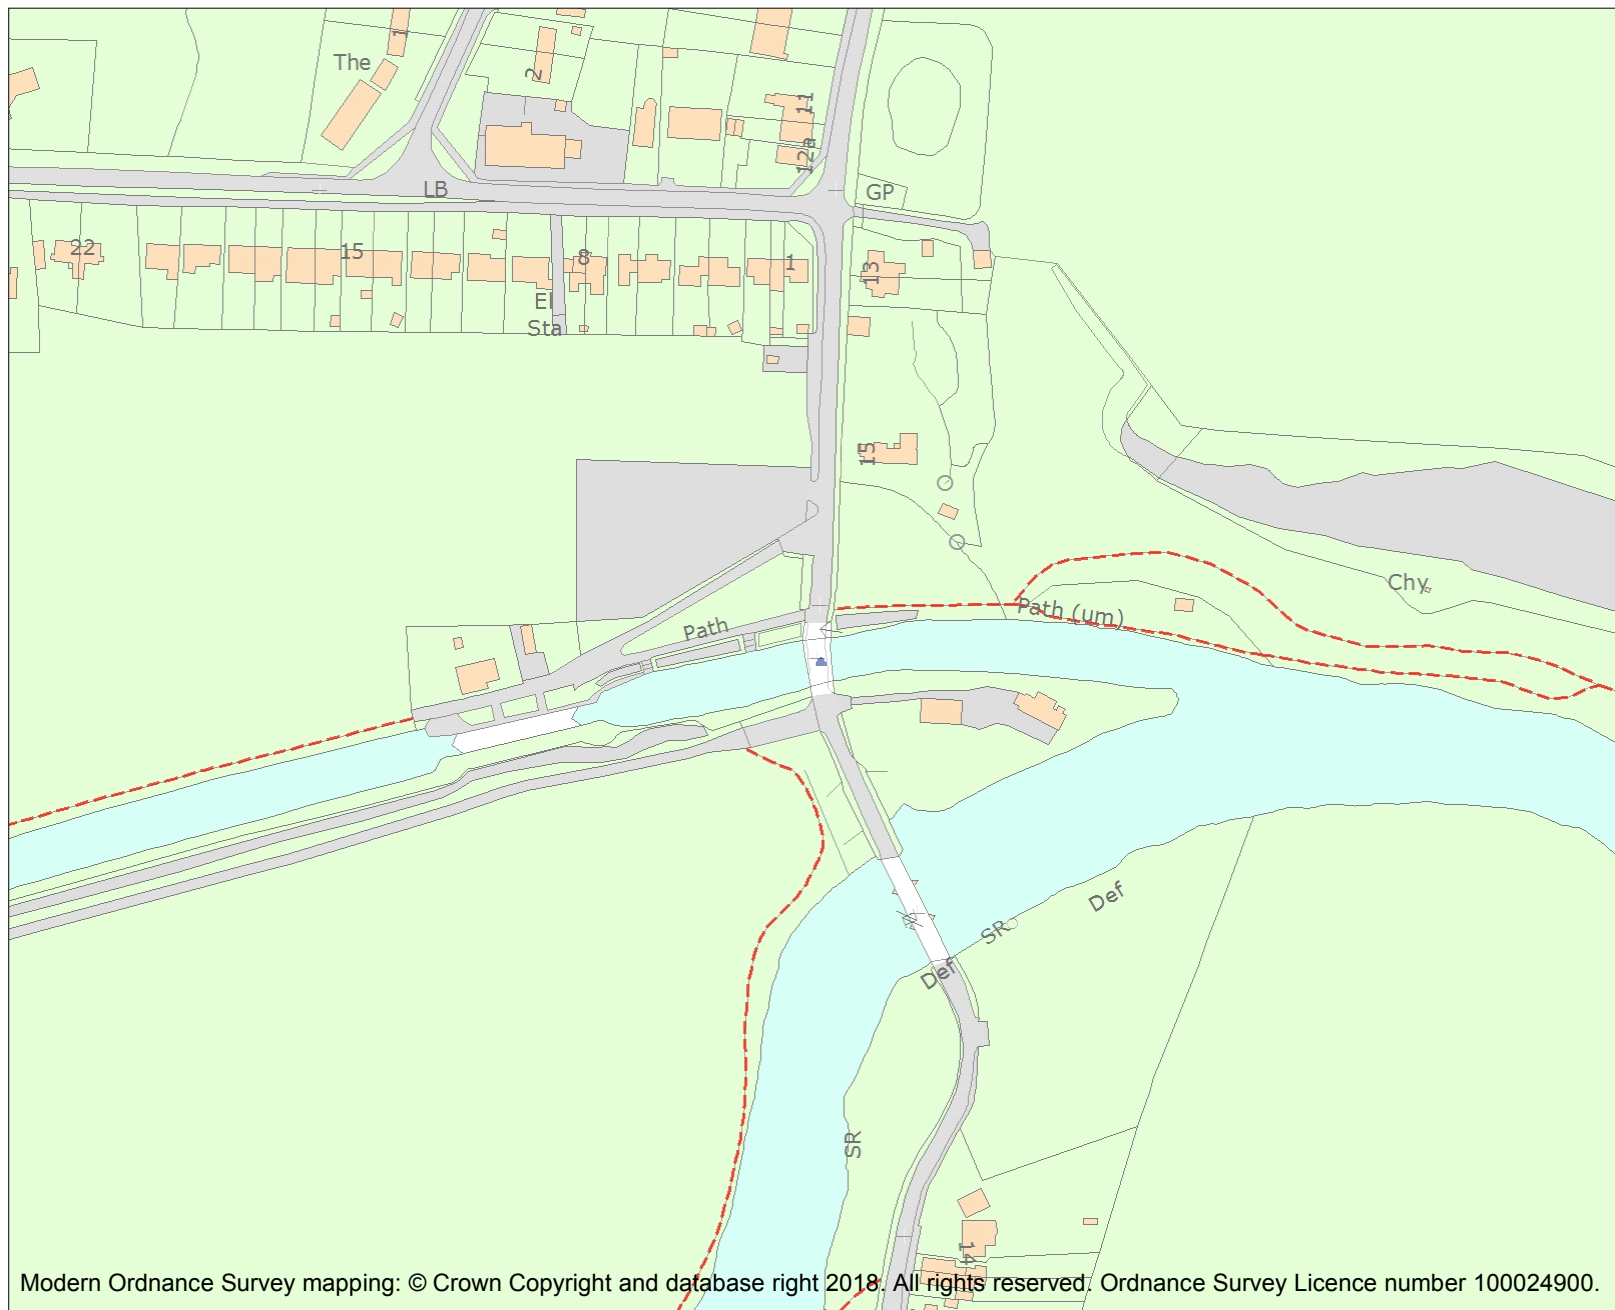 1
The
2
11
12a
LB
GP
22
15
8
1
13
El
Sta
15
Chy
Path (um)
Path
Def
SR
Def
SR
14
Modern Ordnance Survey mapping: © Crown Copyright and database right 2018. All rights reserved. Ordnance Survey Licence number 100024900.